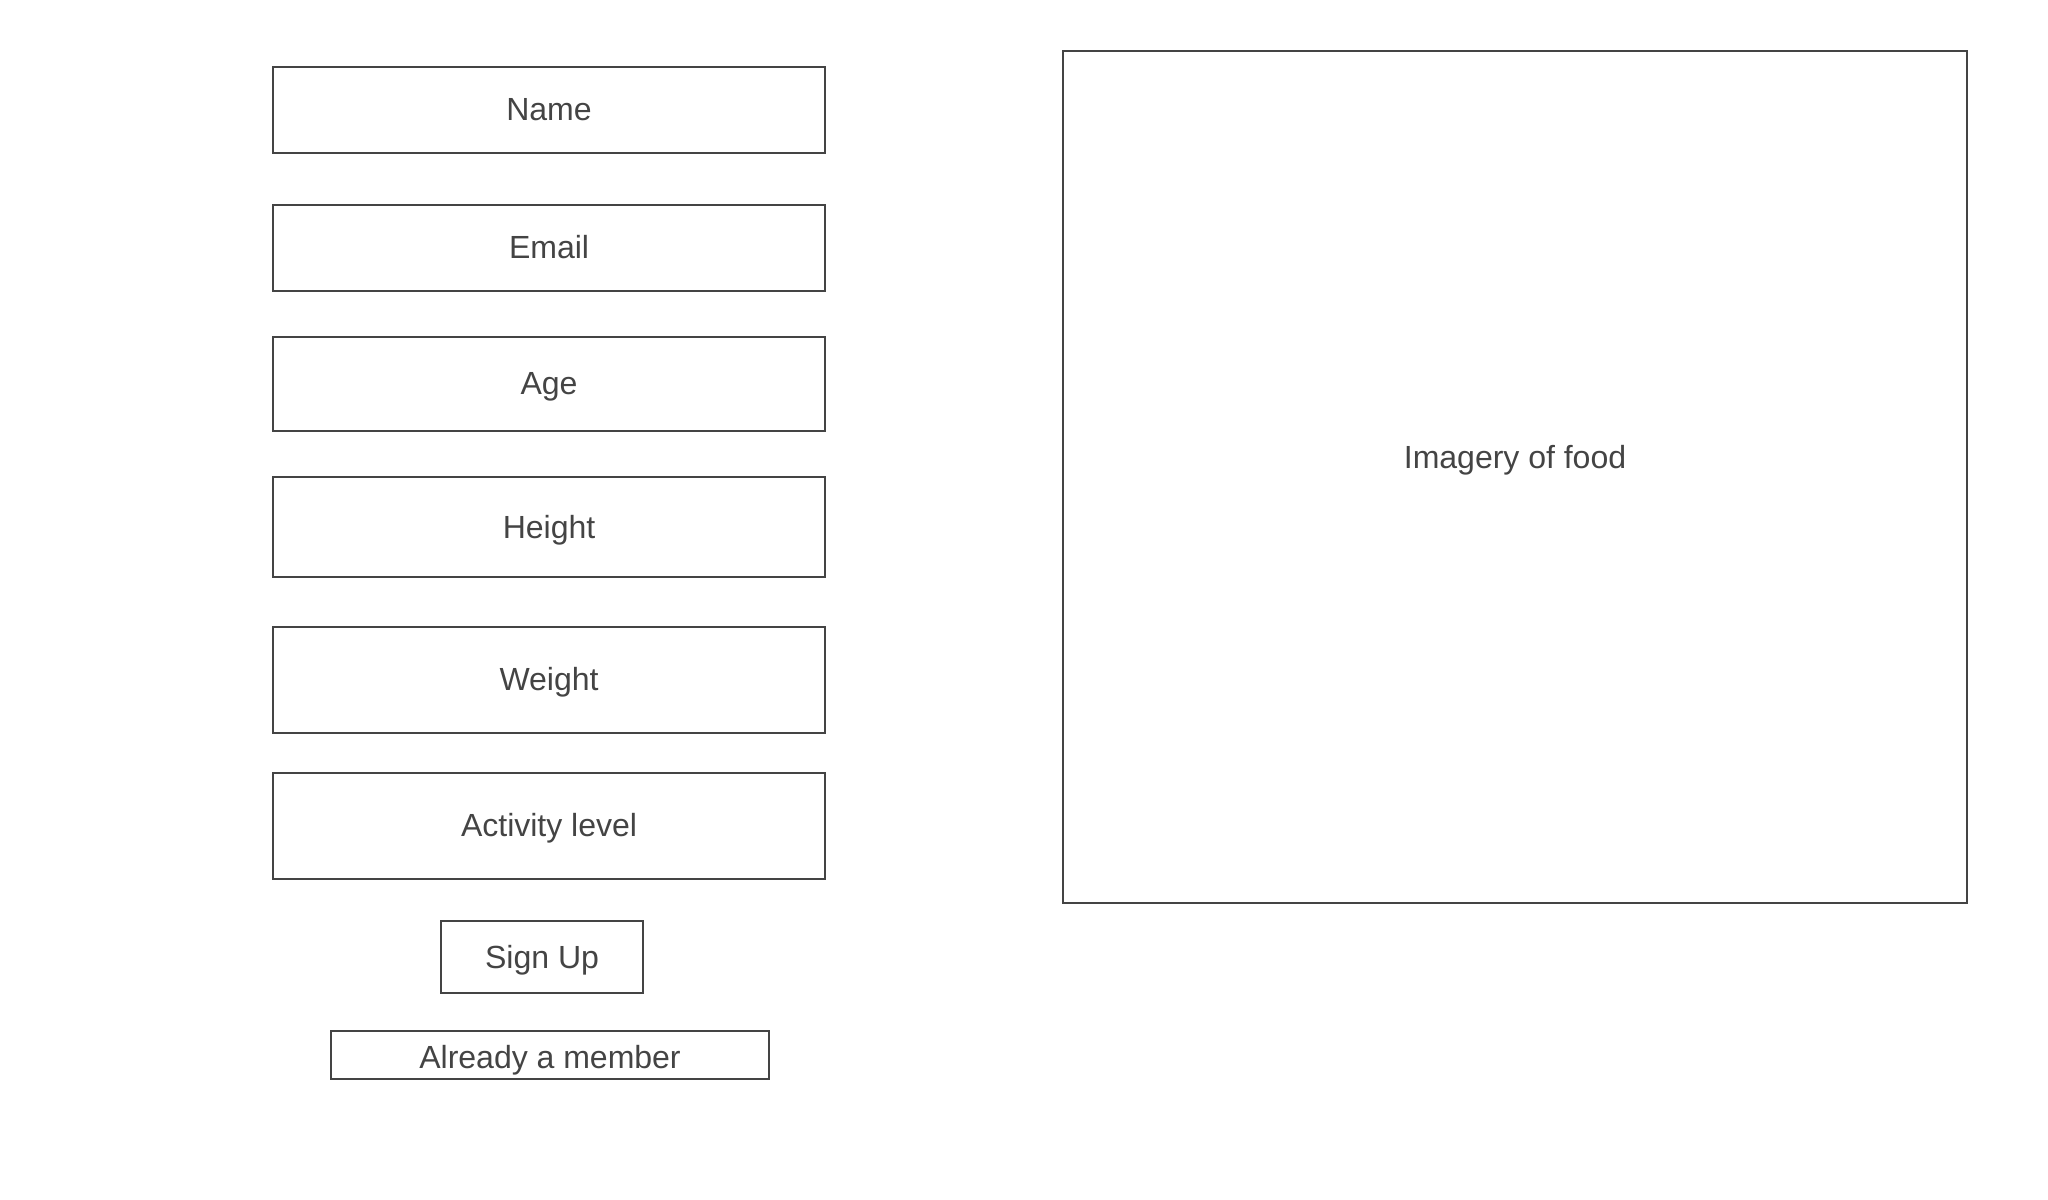 Name
Email
Age
Height
Weight
Activity level
Sign Up
Already a member
Imagery of food